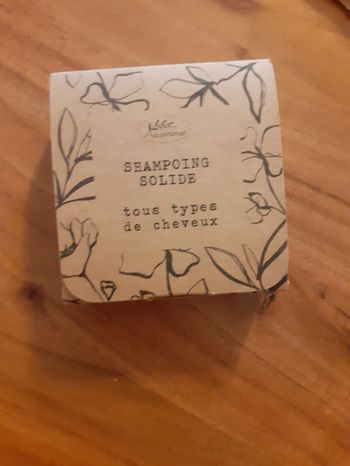 SHAMPOING
SOLIDE
tous types
de cheveux